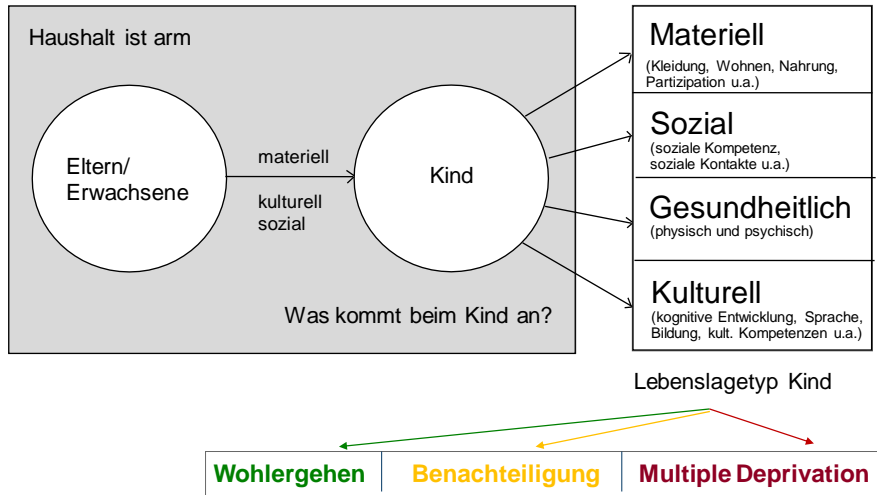 Haushalt ist arm
Eltern/
Erwachsene
materiell
kulturell
sozial
Kind
Was kommt beim Kind an?
Materiell
(Kleidung, Wohnen, Nahrung,
Partizipation u.a.)
Sozial
(soziale Kompetenz,
soziale Kontakte u.a.)
Gesundheitlich
(physisch und psychisch)
Kulturell
(kognitive Entwicklung, Sprache,
Bildung, kult. Kompetenzen u.a.)
Lebenslagetyp Kind
Wohlergehen
Benachteiligung
Multiple Deprivation